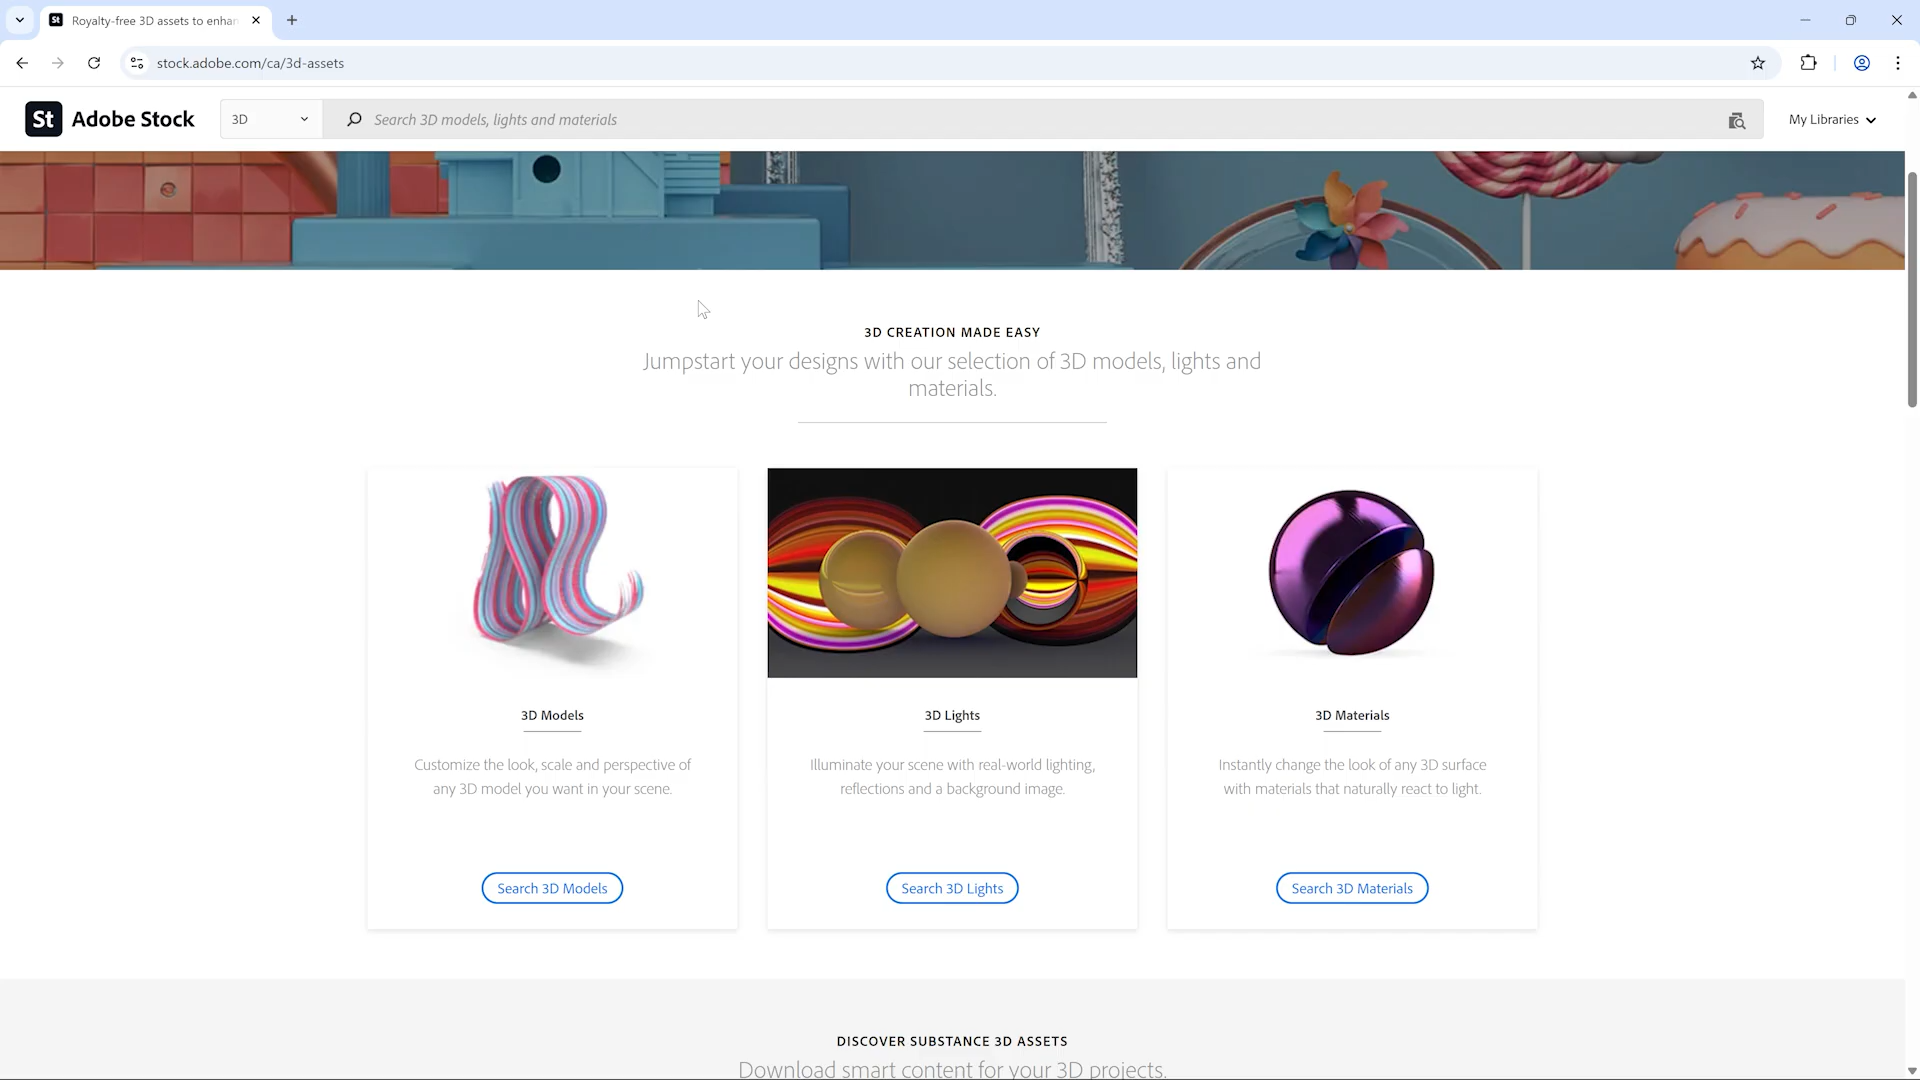 St Royalty-free 3D assets to enhan
stock.adobe.com/ca/3d-assets
St Adobe Stock
3D
Search 3D models, lights and materials
My Libraries
3D CREATION MADE EASY
Jumpstart your designs with our selection of 3D models, lights and
materials.
3D Models
Customize the look, scale and perspective of
any 3D model you want in your scene.
Search 3D Models
3D Lights
Illuminate your scene with real-world lighting,
reflections and a background image.
Search 3D Lights
3D Materials
Instantly change the look of any 3D surface
with materials that naturally react to light.
Search 3D Materials
DISCOVER SUBSTANCE 3D ASSETS
Download smart content for your 3D projects.